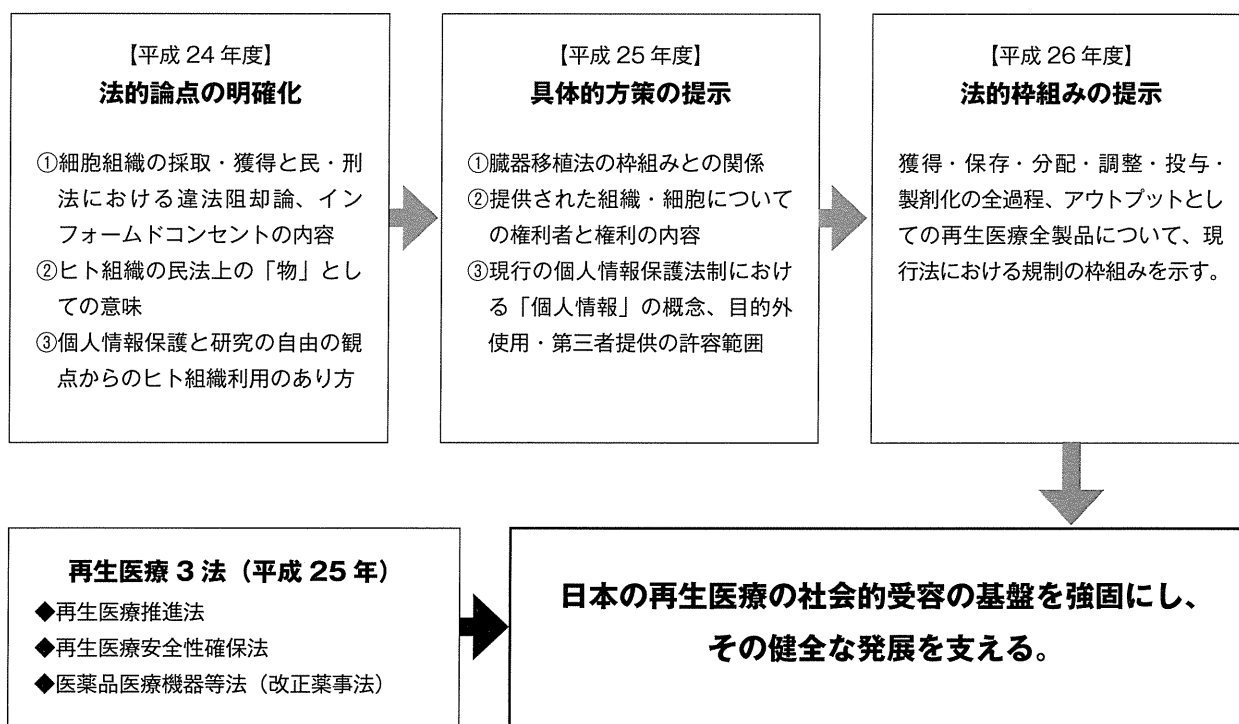 【平成 24 年度】
法的論点の明確化
①細胞組織の採取・獲得と民・刑
法における違法阻却論、イン
フォームドコンセントの内容
②ヒト組織の民法上の「物」とし
ての意味
③個人情報保護と研究の自由の観
点からのヒト組織利用のあり方
【平成 25 年度】
具体的方策の提示
①臓器移植法の枠組みとの関係
②提供された組織・細胞について
の権利者と権利の内容
③現行の個人情報保護法制におけ
る「個人情報」の概念、目的外
使用・第三者提供の許容範囲
【平成 26 年度】
法的枠組みの提示
獲得・保存・分配・調整・投与・
製剤化の全過程、アウトプットとし
ての再生医療全製品について、現
行法における規制の枠組みを示す。
再生医療 3 法（平成 25 年）
◆再生医療推進法
◆再生医療安全性確保法
◆医薬品医療機器等法（改正薬事法）
日本の再生医療の社会的受容の基盤を強固にし、
その健全な発展を支える。